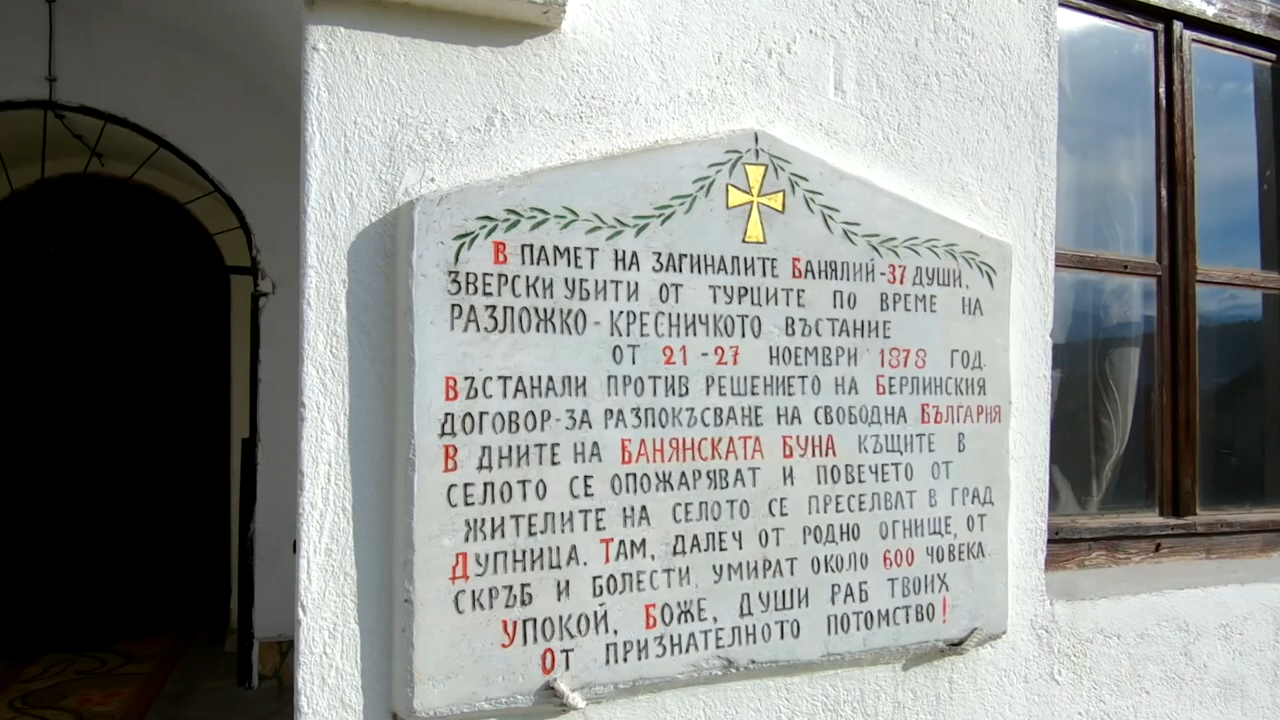 В ПАМЕТ НА ЗАГИНАЛИТЕ БАНЯЛИЙ-37 ДУШИ,
ЗВЕРСКИ УБИТИ ОТ ТУРЦИТЕ ПО ВРЕМЕ НА
РАЗЛОЖКО-КРЕСНИЧКОТО ВЪСТАНИЕ
ОТ 21-27 НОЕМВРИ 1878 ГОД.
ВЪСТАНАЛИ ПРОТИВ РЕШЕНИЕТО НА БЕРЛИНСКИЯ
ДОГОВОР-ЗА РАЗПОКЪСВАНЕ НА СВОБОДНА БЪЛГАРИЯ
В ДНИТЕ НА БАНЯНСКАТА БУНА КЪЩИТЕ В
СЕЛОТО СЕ ОПОЖАРЯВАТ И ПОВЕЧЕТО ОТ
ЖИТЕЛИТЕ НА СЕЛОТО СЕ ПРЕСЕЛВАТ В ГРАД
ДУПНИЦА. ТАМ, ДАЛЕЧ ОТ РОДНО ОГНИЩЕ, ОТ
СКРЪБ И БОЛЕСТИ, УМИРАТ ОКОЛО 600 ЧОВЕКА.
УПОКОЙ, БОЖЕ, ДУШИ РАБ ТВОИХ
ОТ ПРИЗНАТЕЛНОТО ПОТОМСТВО!